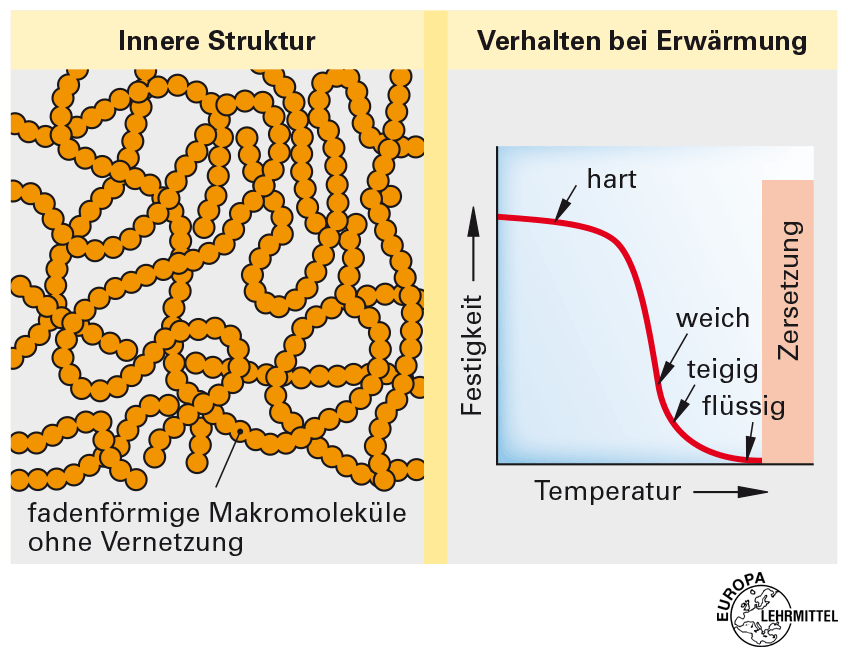 Innere Struktur
fadenförmige Makromoleküle
ohne Vernetzung
Verhalten bei Erwärmung
Festigkeit
hart
weich
teigig
flüssig
Zersetzung
Temperatur
EUROPA
LEHRMITTEL